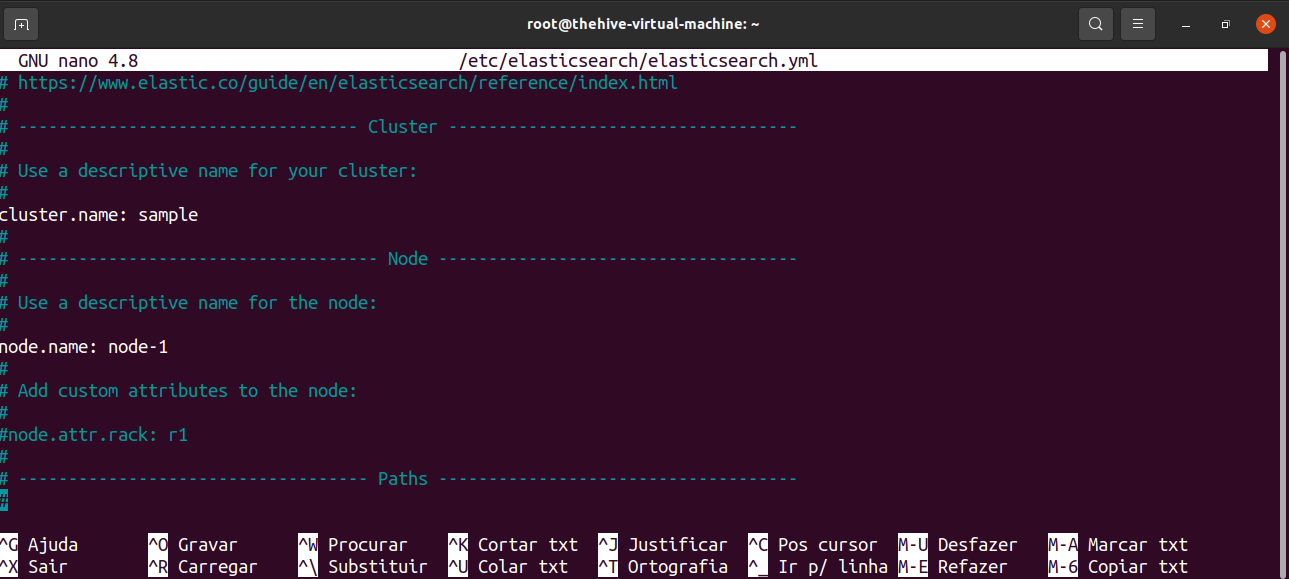 root@thehive-virtual-machine: ~
GNU nano 4.8 /etc/elasticsearch/elasticsearch.yml
# https://www.elastic.co/guide/en/elasticsearch/reference/index.html
#
# ---------------------------------- Cluster -----------------------------------
#
# Use a descriptive name for your cluster:
#
cluster.name: sample
#
# ------------------------------------ Node ------------------------------------
#
# Use a descriptive name for the node:
#
node.name: node-1
#
# Add custom attributes to the node:
#
#node.attr.rack: r1
#
# ----------------------------------- Paths ------------------------------------
#
^G Ajuda ^O Gravar ^W Procurar ^K Cortar txt ^J Justificar ^C Pos cursor M-U Desfazer M-A Marcar txt
^X Sair ^R Carregar ^\ Substituir ^U Colar txt ^T Ortografia ^_ Ir p/ linha M-E Refazer M-6 Copiar txt